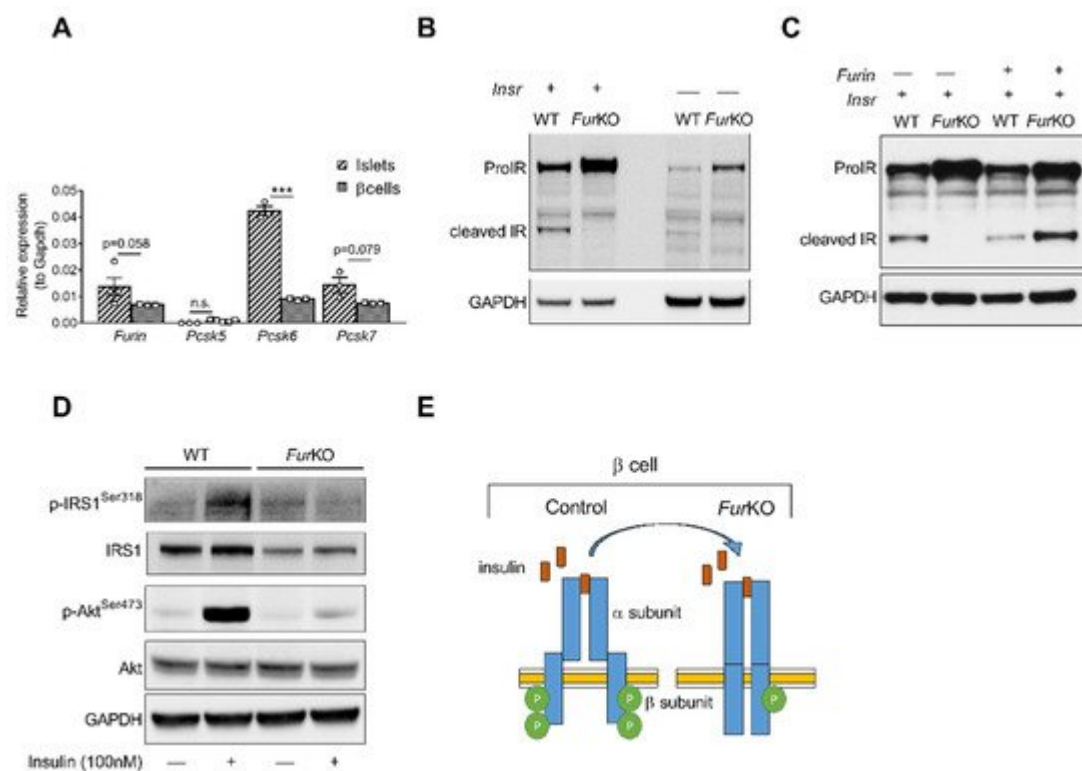 A
Relative expression
(to Gapdh)
0.05
0.04
0.03
0.02
0.01
0.00
Islets
βcells
p=0.058
n.s.
***
p=0.079
Furin Pcsk5 Pcsk6 Pcsk7
B
Insr + + — —
WT FurKO WT FurKO
ProIR
cleaved IR
GAPDH
C
Furin — — + +
Insr + + + +
WT FurKO WT FurKO
ProIR
cleaved IR
GAPDH
D
WT FurKO
p-IRS1Ser318
IRS1
p-AktSer473
Akt
GAPDH
Insulin (100nM) — + — +
E
β cell
Control FurKO
insulin
α subunit
β subunit
P P P
P P